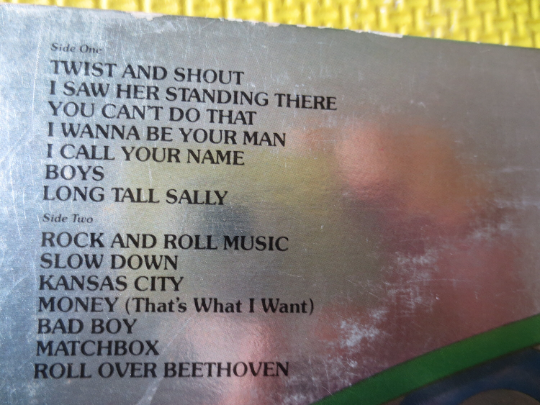 Side One
TWIST AND SHOUT
I SAW HER STANDING THERE
YOU CAN'T DO THAT
I WANNA BE YOUR MAN
I CALL YOUR NAME
BOYS
LONG TALL SALLY
Side Two
ROCK AND ROLL MUSIC
SLOW DOWN
KANSAS CITY
MONEY (That's What I Want)
BAD BOY
MATCHBOX
ROLL OVER BEETHOVEN